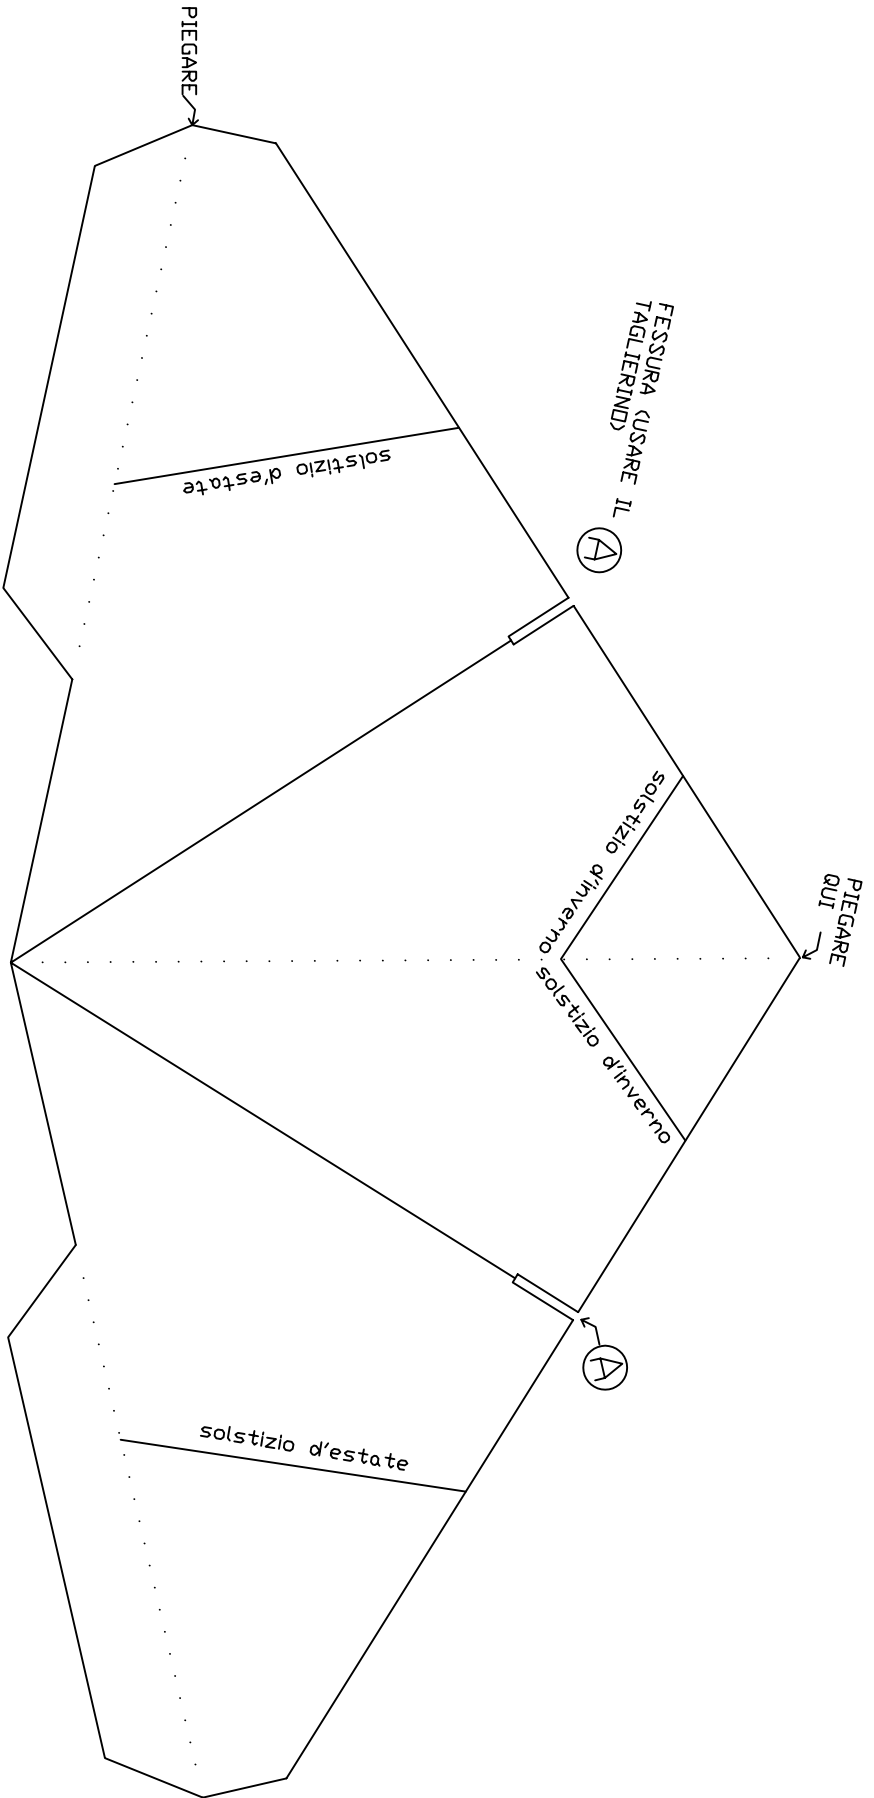 PIEGARE
FESSURA (USARE IL
TAGLIERINO)
A
solstizio d'estate
PIEGARE
QUI
solstizio d'inverno
solstizio d'inverno
A
solstizio d'estate